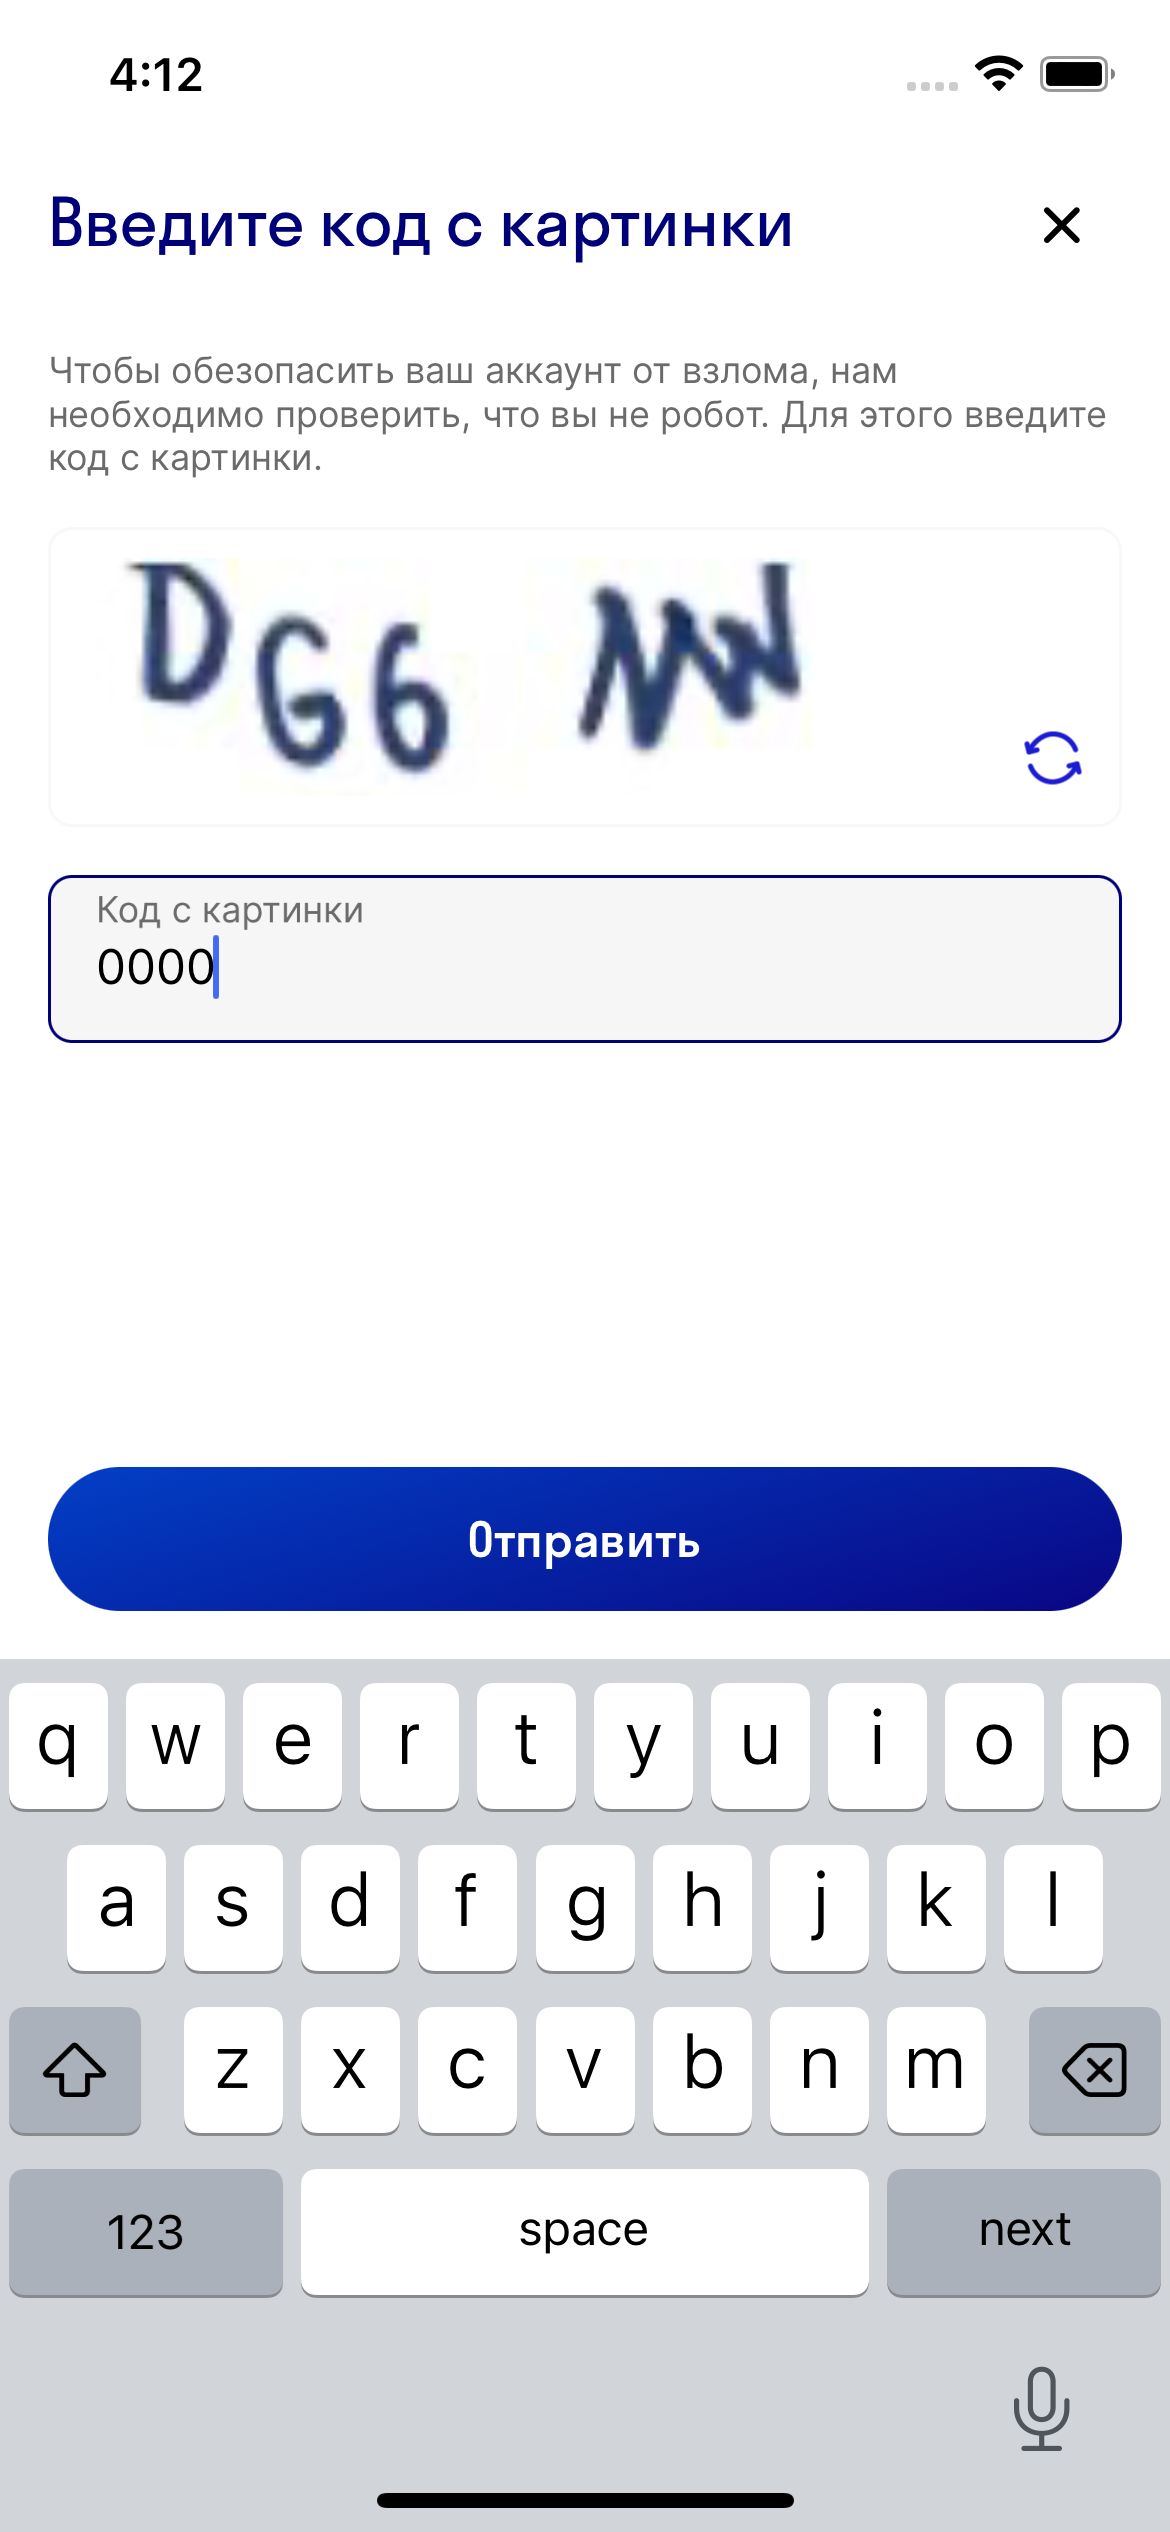 4:12
Введите код с картинки
Чтобы обезопасить ваш аккаунт от взлома, нам
необходимо проверить, что вы не робот. Для этого введите
код с картинки.
DG6
Код с картинки
0000
Отправить
q w e r t y u i o p
a s d f g h j k l
z x c v b n m
123 space next